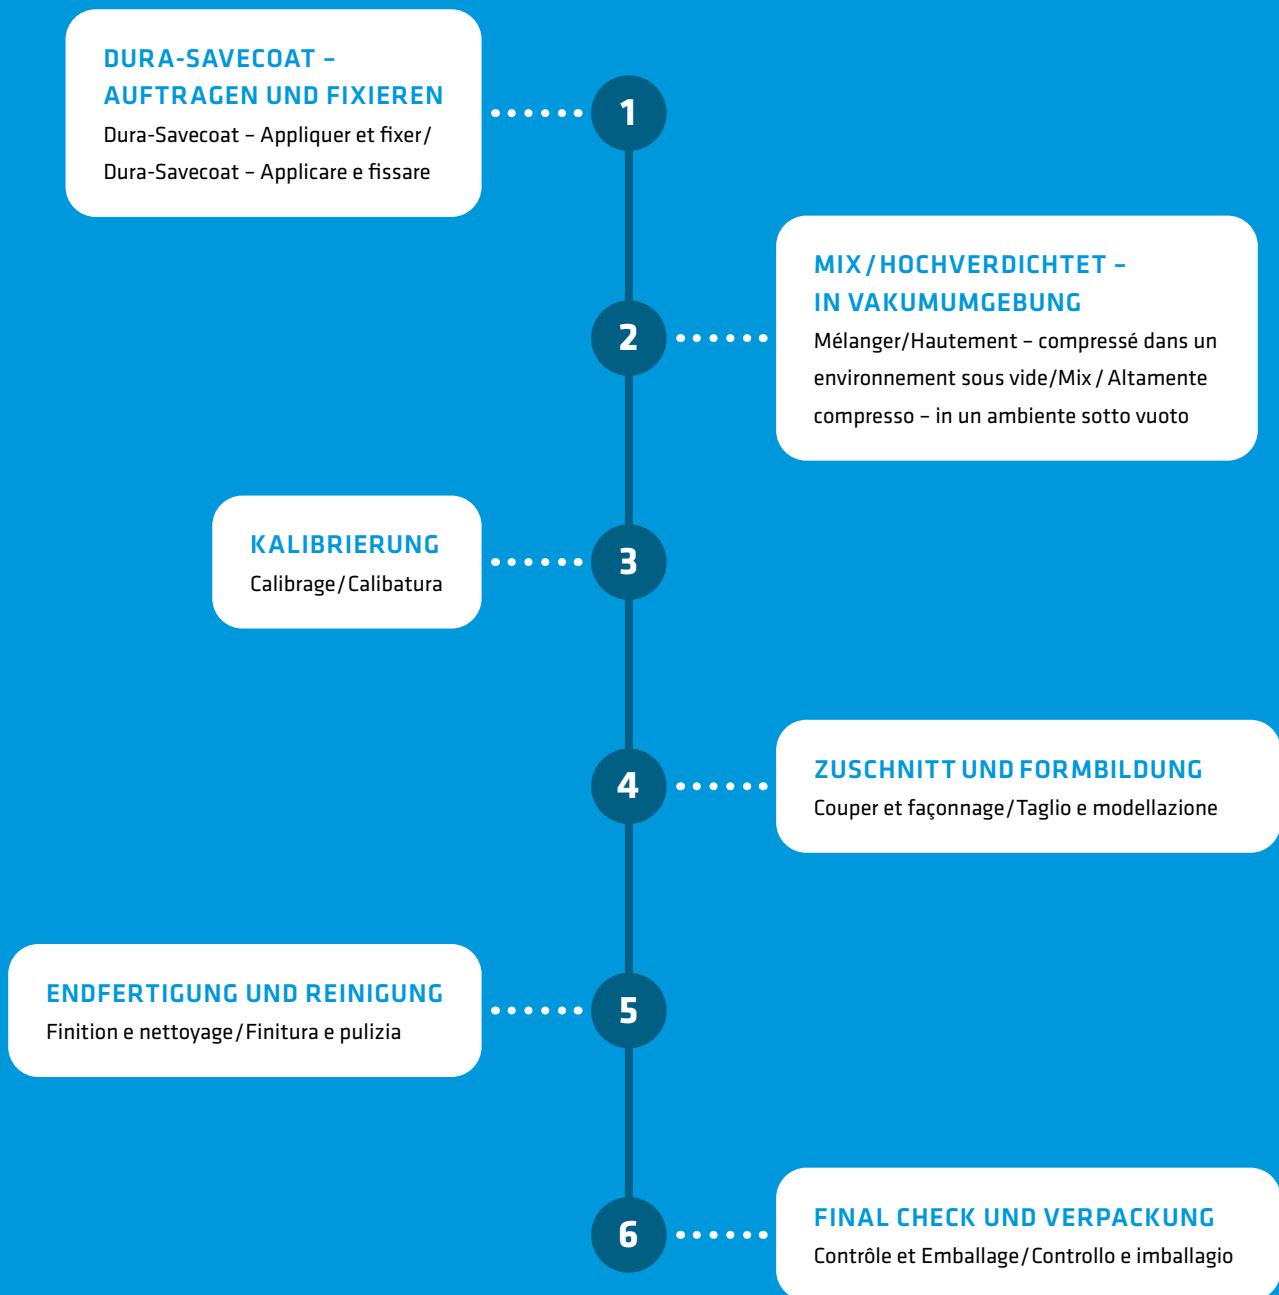 DURA-SAVECOAT –
AUFTRAGEN UND FIXIEREN
Dura-Savecoat – Appliquer et fixer/
Dura-Savecoat – Applicare e fissare
1
MIX/HOCHVERDICHTET –
IN VAKUMUMGEBUNG
Mélanger/Hautement – compressé dans un
environnement sous vide/Mix / Altamente
compresso – in un ambiente sotto vuoto
2
KALIBRIERUNG
Calibrage/Calibatura
3
ZUSCHNITT UND FORMBILDUNG
Couper et façonnage/Taglio e modellazione
4
ENDFERTIGUNG UND REINIGUNG
Finition e nettoyage/Finitura e pulizia
5
FINAL CHECK UND VERPACKUNG
Contrôle et Emballage/Controllo e imballagio
6